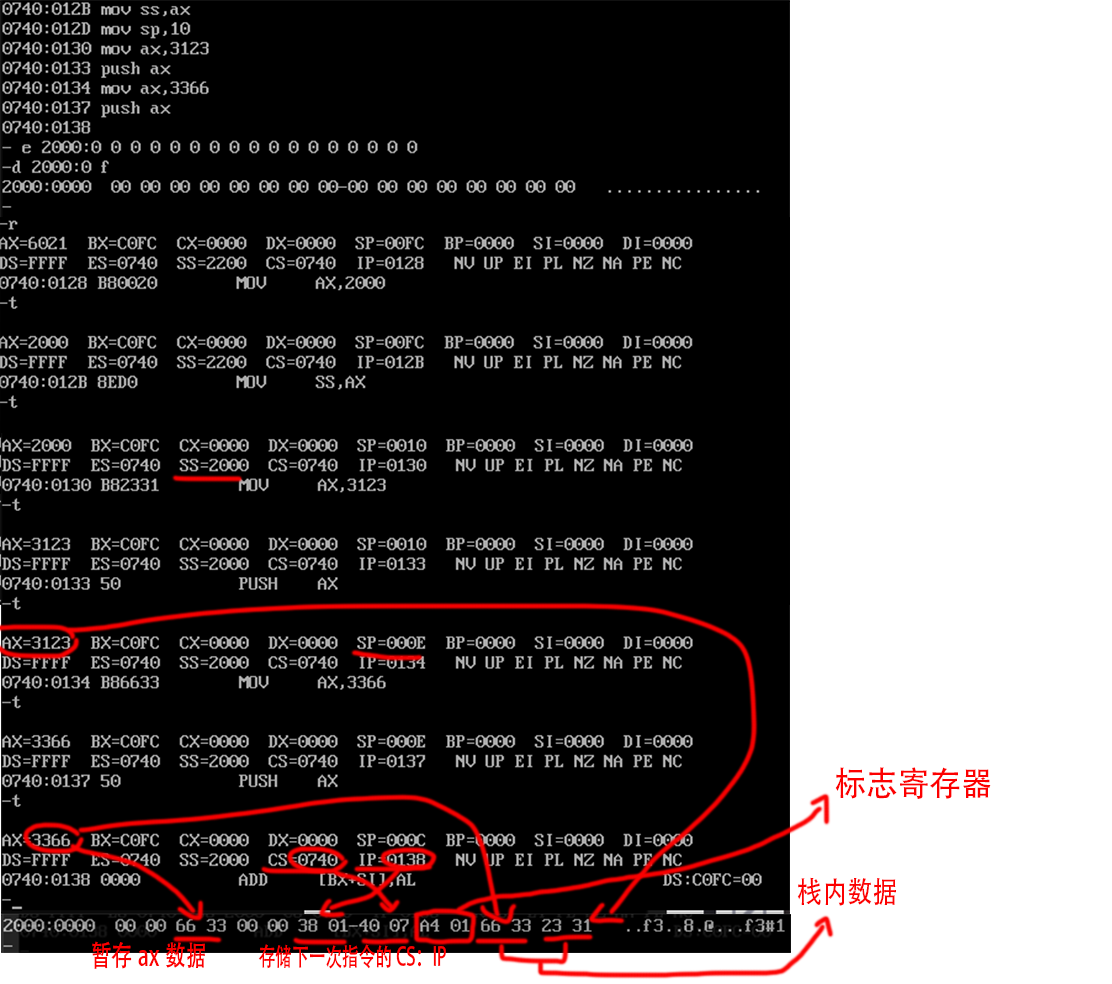 0740:012B mov ss,ax
0740:012D mov sp,10
0740:0130 mov ax,3123
0740:0133 push ax
0740:0134 mov ax,3366
0740:0137 push ax
0740:0138
- e 2000:0 0 0 0 0 0 0 0 0 0 0 0 0 0 0 0 0
-d 2000:0 f
2000:0000  00 00 00 00 00 00 00 00-00 00 00 00 00 00 00 00   ................
-
-r
AX=6021  BX=C0FC  CX=0000  DX=0000  SP=00FC  BP=0000  SI=0000  DI=0000
DS=FFFF  ES=0740  SS=2200  CS=0740  IP=0128   NV UP EI PL NZ NA PE NC
0740:0128 B80020        MOV     AX,2000
-t
AX=2000  BX=C0FC  CX=0000  DX=0000  SP=00FC  BP=0000  SI=0000  DI=0000
DS=FFFF  ES=0740  SS=2200  CS=0740  IP=012B   NV UP EI PL NZ NA PE NC
0740:012B 8ED0          MOV     SS,AX
-t
AX=2000  BX=C0FC  CX=0000  DX=0000  SP=0010  BP=0000  SI=0000  DI=0000
DS=FFFF  ES=0740  SS=2000  CS=0740  IP=0130   NV UP EI PL NZ NA PE NC
0740:0130 B82331        MOV     AX,3123
-t
AX=3123  BX=C0FC  CX=0000  DX=0000  SP=0010  BP=0000  SI=0000  DI=0000
DS=FFFF  ES=0740  SS=2000  CS=0740  IP=0133   NV UP EI PL NZ NA PE NC
0740:0133 50            PUSH    AX
-t
AX=3123  BX=C0FC  CX=0000  DX=0000  SP=000E  BP=0000  SI=0000  DI=0000
DS=FFFF  ES=0740  SS=2000  CS=0740  IP=0134   NV UP EI PL NZ NA PE NC
0740:0134 B86633        MOV     AX,3366
-t
AX=3366  BX=C0FC  CX=0000  DX=0000  SP=000E  BP=0000  SI=0000  DI=0000
DS=FFFF  ES=0740  SS=2000  CS=0740  IP=0137   NV UP EI PL NZ NA PE NC
0740:0137 50            PUSH    AX
-t
标志寄存器
AX=3366  BX=C0FC  CX=0000  DX=0000  SP=000C  BP=0000  SI=0000  DI=0000
DS=FFFF  ES=0740  SS=2000  CS=0740  IP=0138   NV UP EI PL NZ NA PE NC
0740:0138 0000          ADD     [BX+SI],AL                         DS:C0FC=00
-
栈内数据
2000:0000  00 00 66 33 00 00 38 01-40 07 A4 01 66 33 23 31   ..f3..8.@...f3#1
-
暂存 ax 数据
存储下一次指令的 CS：IP